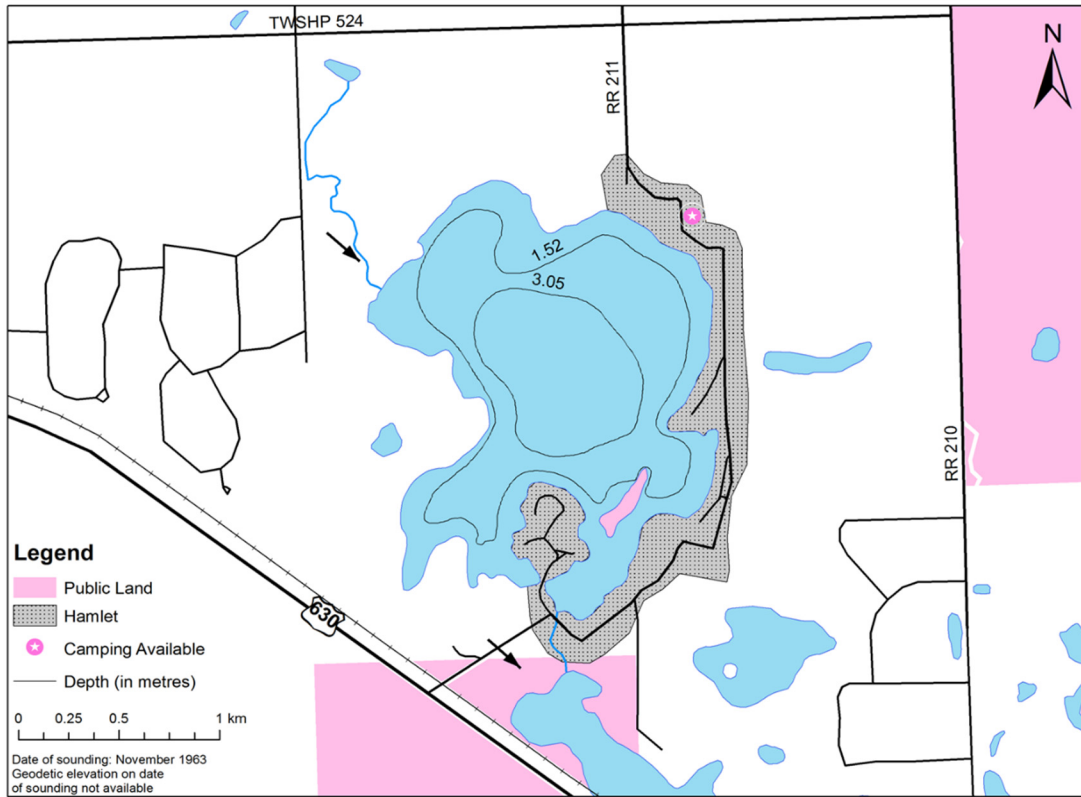 TWSHP 524
N
RR 211
1.52
3.05
RR 210
630
Legend
Public Land
Hamlet
Camping Available
Depth (in metres)
0 0.25 0.5 1 km
Date of sounding: November 1963
Geodetic elevation on date
of sounding not available